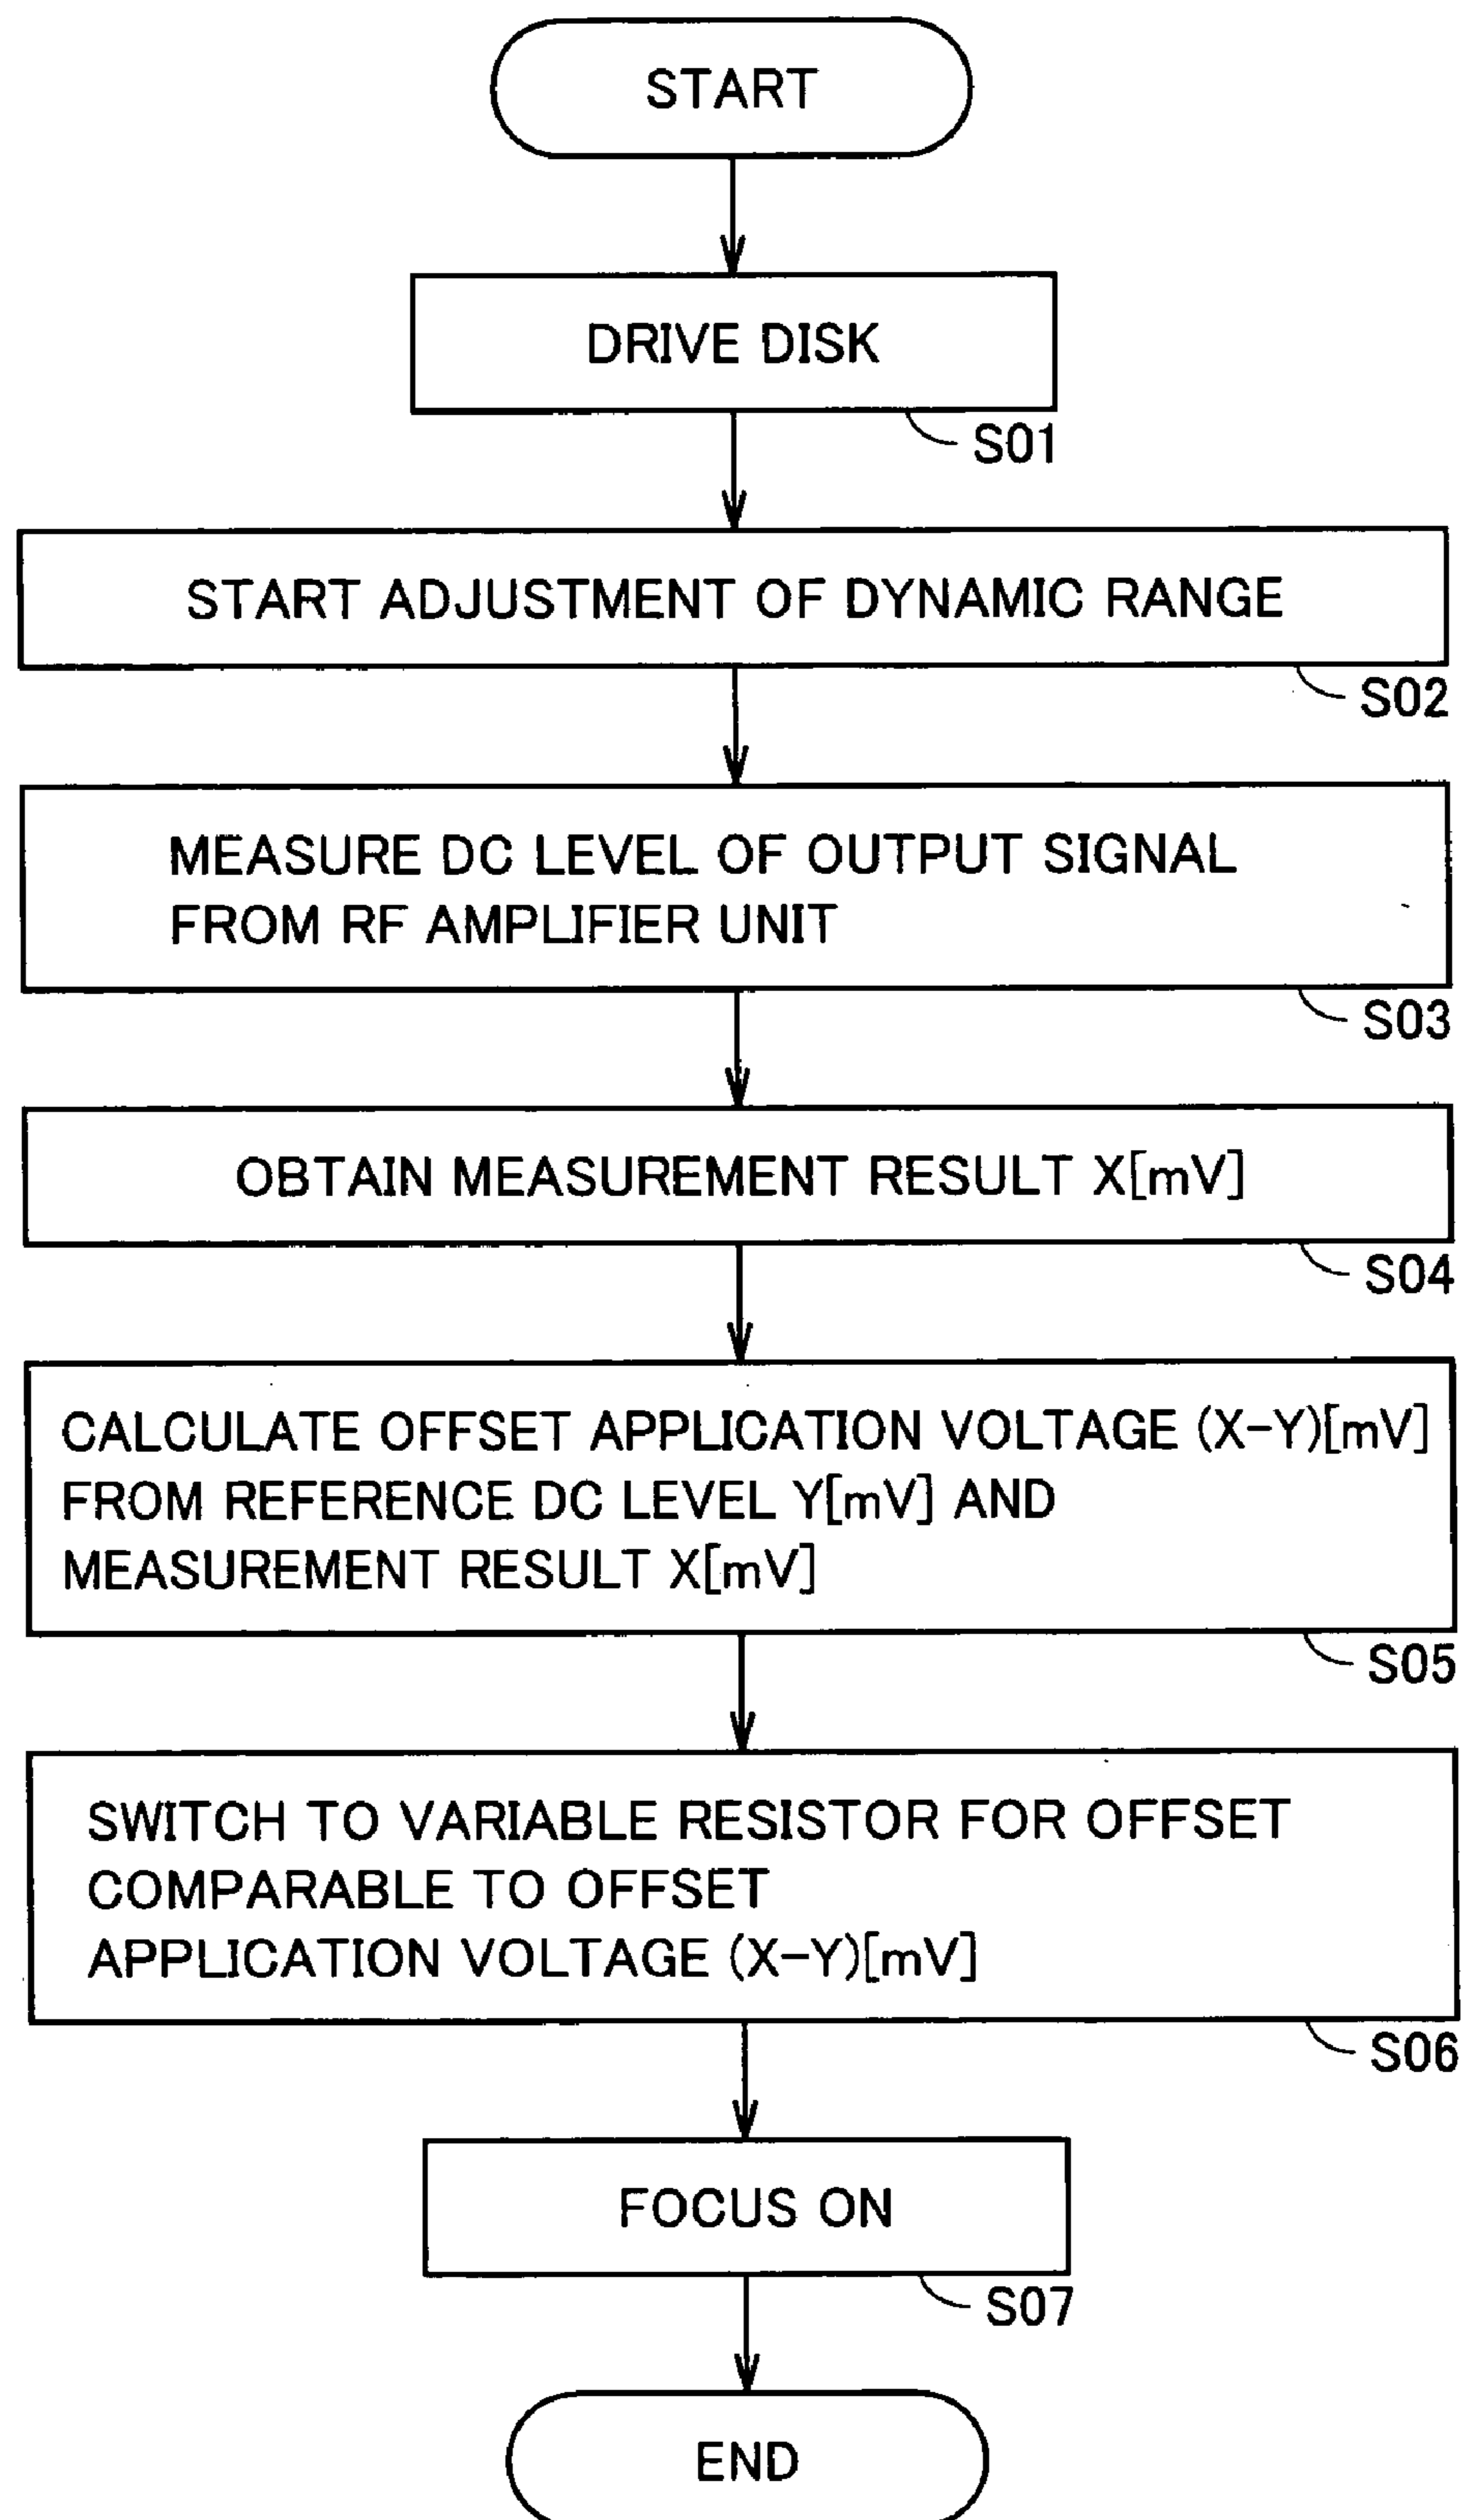 START
DRIVE DISK
S01
START ADJUSTMENT OF DYNAMIC RANGE
S02
MEASURE DC LEVEL OF OUTPUT SIGNAL
FROM RF AMPLIFIER UNIT
S03
OBTAIN MEASUREMENT RESULT X[mV]
S04
CALCULATE OFFSET APPLICATION VOLTAGE (X-Y)[mV]
FROM REFERENCE DC LEVEL Y[mV] AND
MEASUREMENT RESULT X[mV]
S05
SWITCH TO VARIABLE RESISTOR FOR OFFSET
COMPARABLE TO OFFSET
APPLICATION VOLTAGE (X-Y)[mV]
S06
FOCUS ON
S07
END